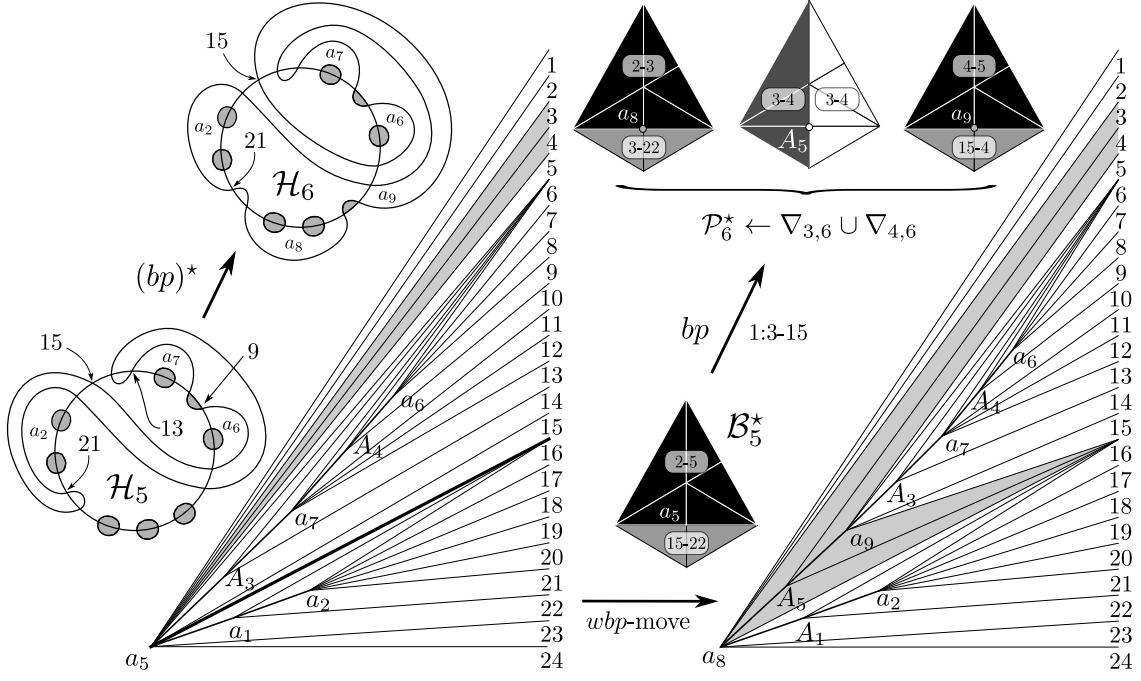 15
a7
a2
a6
21
H6
a9
a8
(bp)⋆
15
a7
9
a2
a6
13
21
H5
1
2
3
4
5
6
7
8
9
10
11
12
13
14
15
16
17
18
19
20
21
22
23
24
a6
A4
a7
A3
a2
a1
a5
2-3
a8
3-22
3-4
3-4
A5
4-5
a9
15-4
P⋆6 ← ∇3,6 ∪ ∇4,6
bp
1:3-15
B⋆5
2-5
a5
15-22
wbp-move
1
2
3
4
5
6
7
8
9
10
11
12
13
14
15
16
17
18
19
20
21
22
23
24
a6
A4
a7
A3
a9
A5
a2
A1
a8